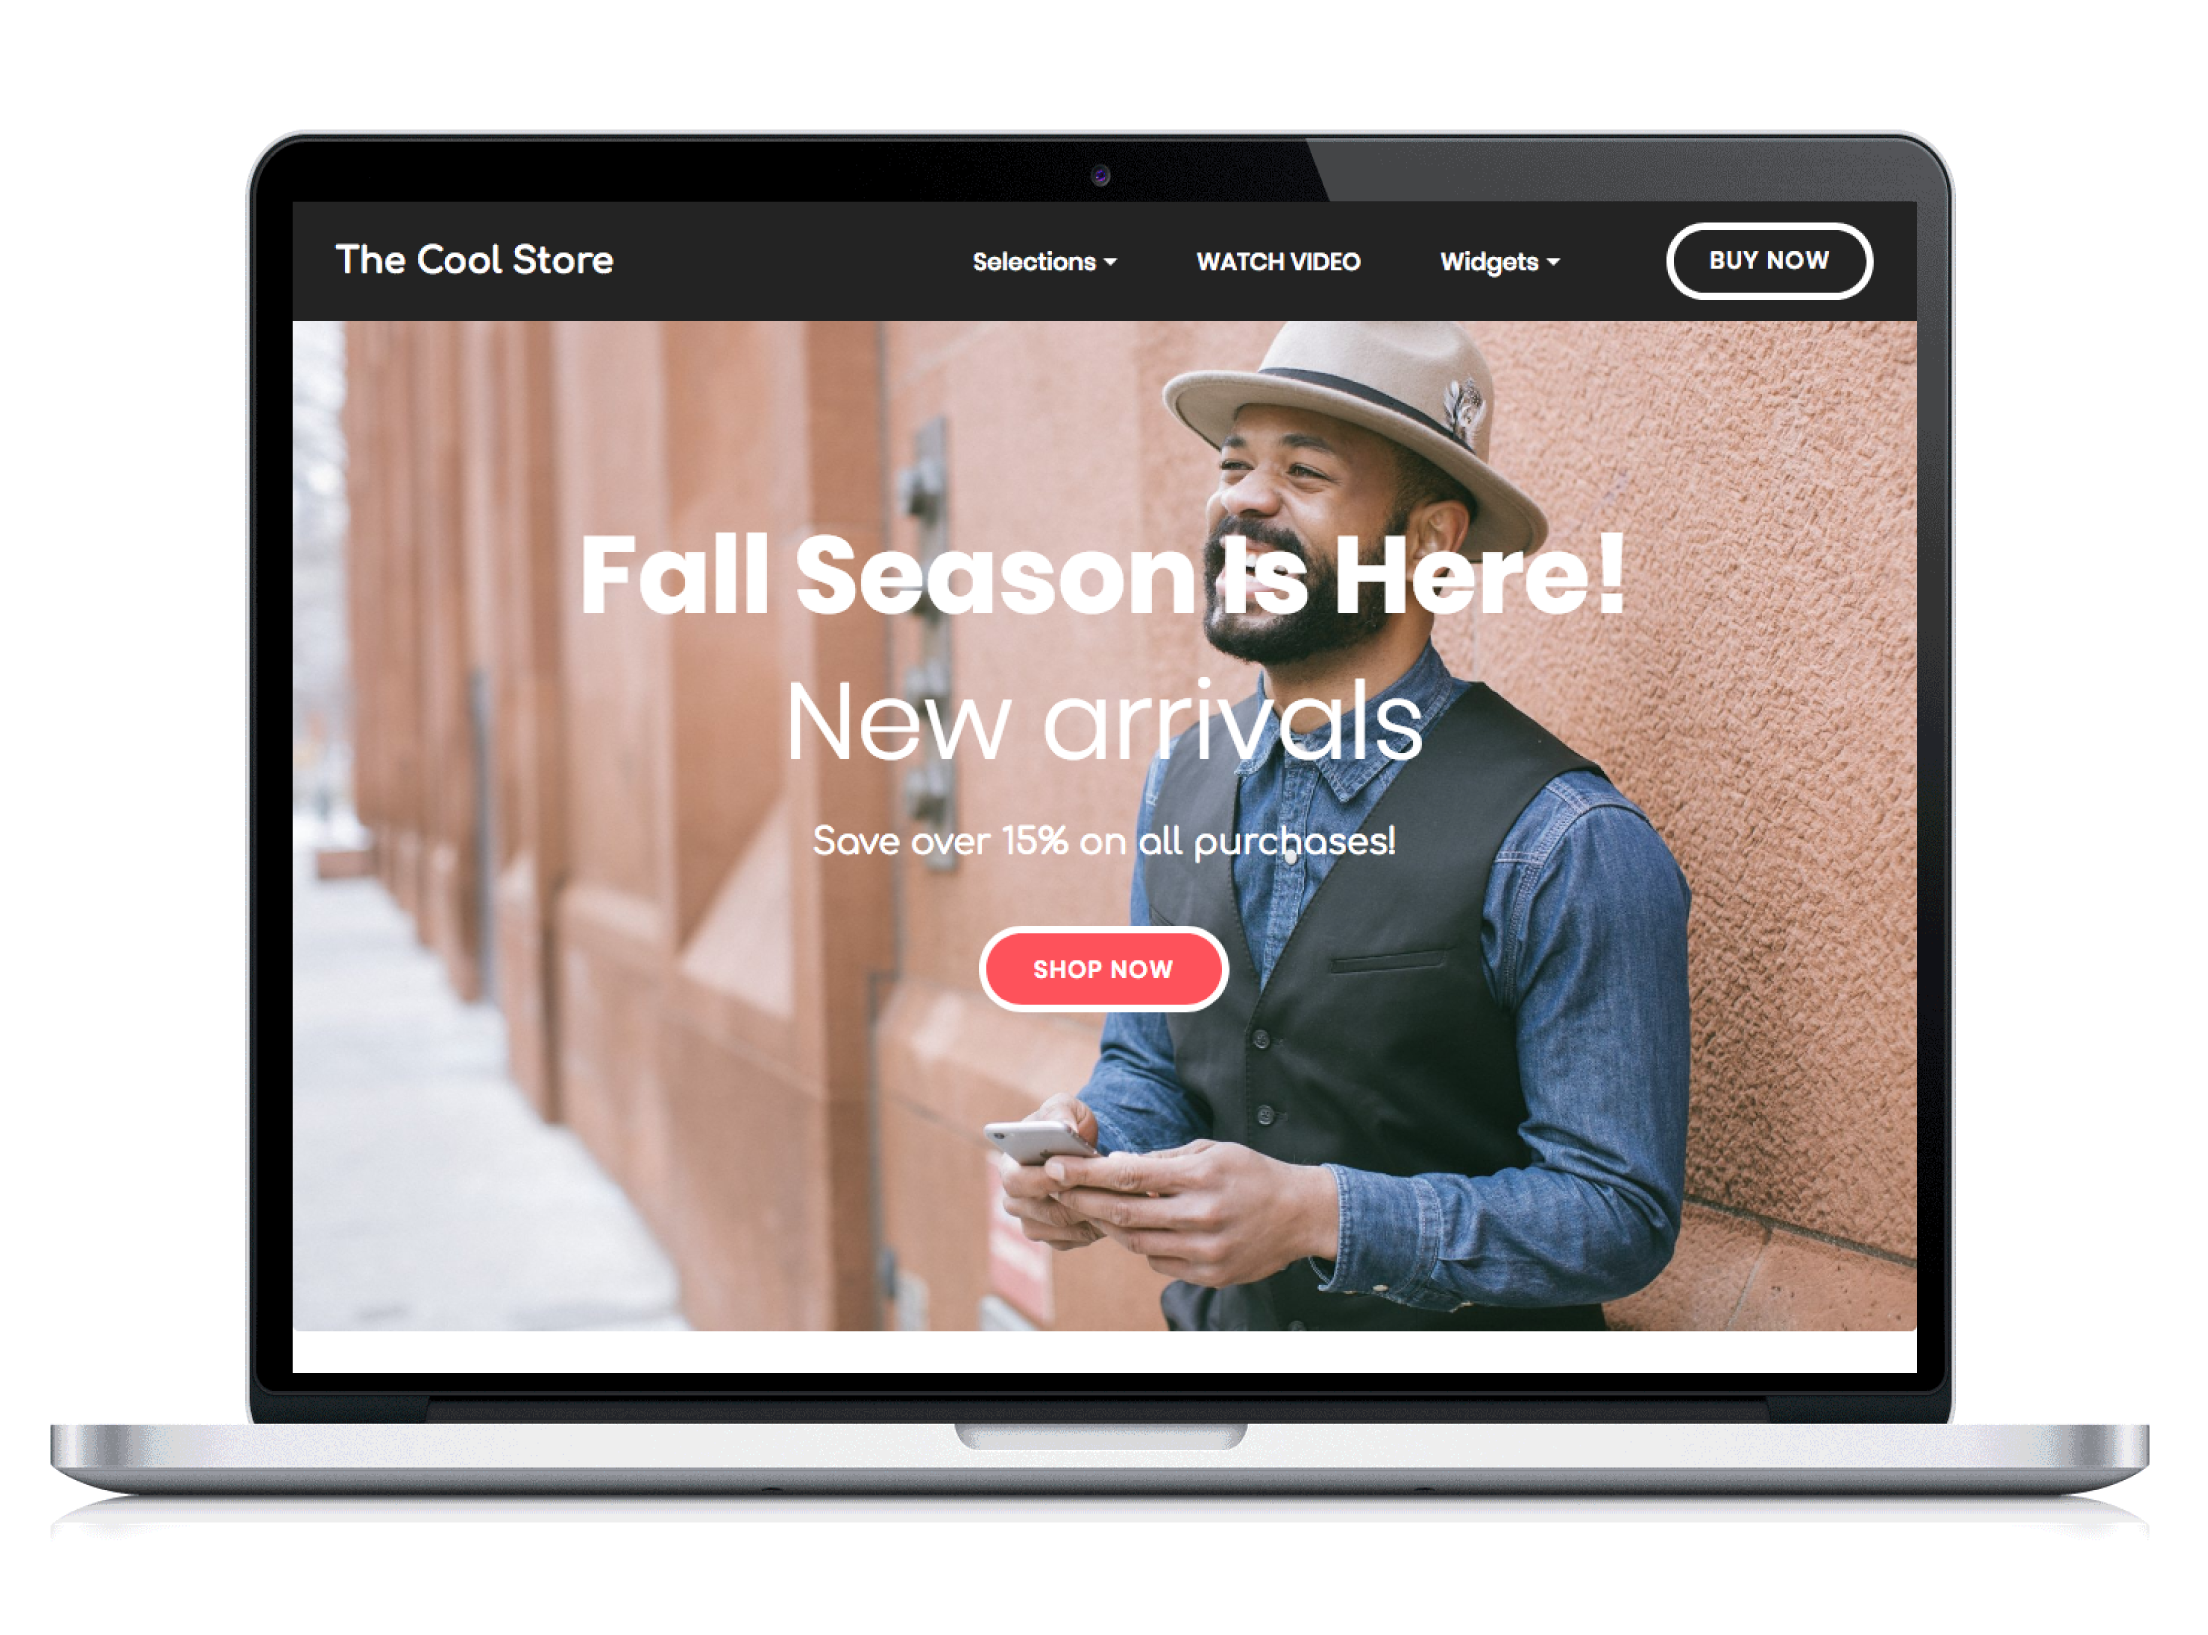 The Cool Store
Selections
WATCH VIDEO
Widgets
BUY NOW
Fall Season Is Here!
New arrivals
Save over 15% on all purchases!
SHOP NOW